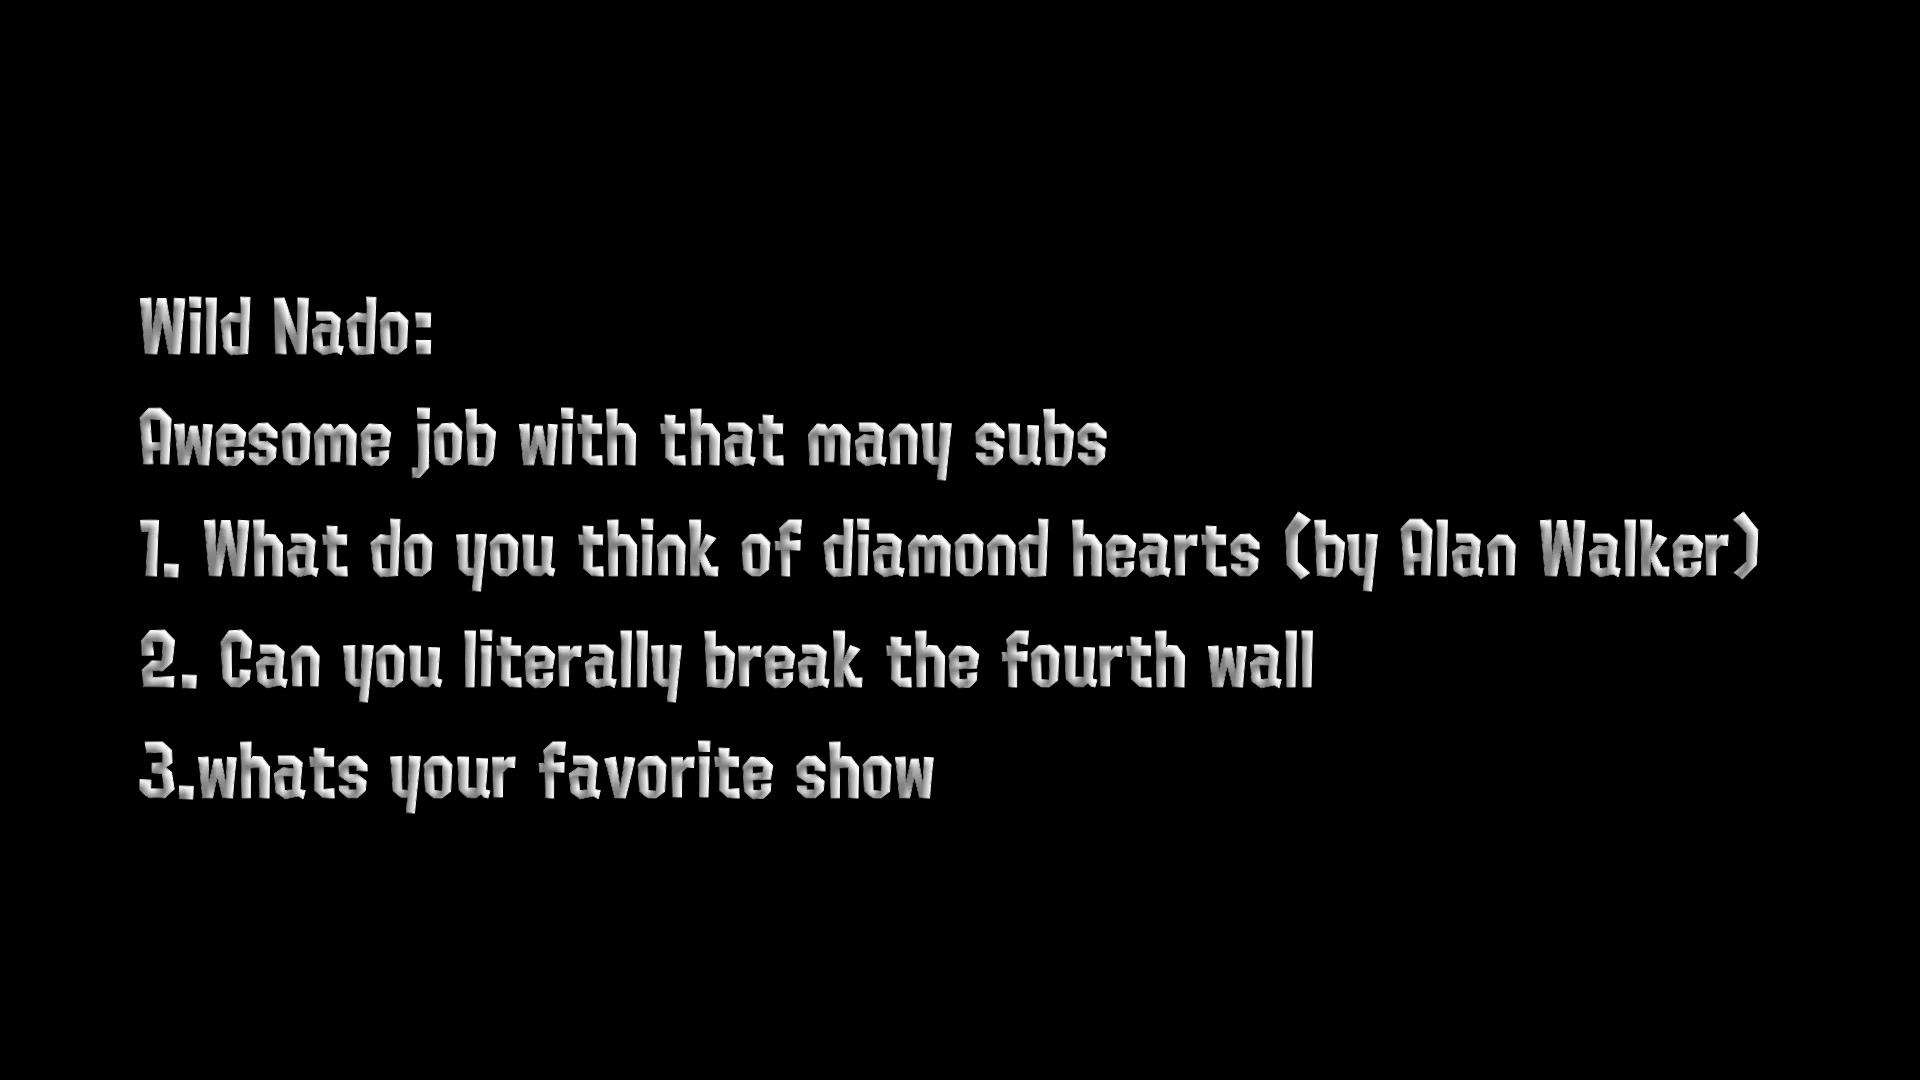 Wild Nado:
Awesome job with that many subs
1. What do you think of diamond hearts (by Alan Walker)
2. Can you literally break the fourth wall
3.whats your favorite show